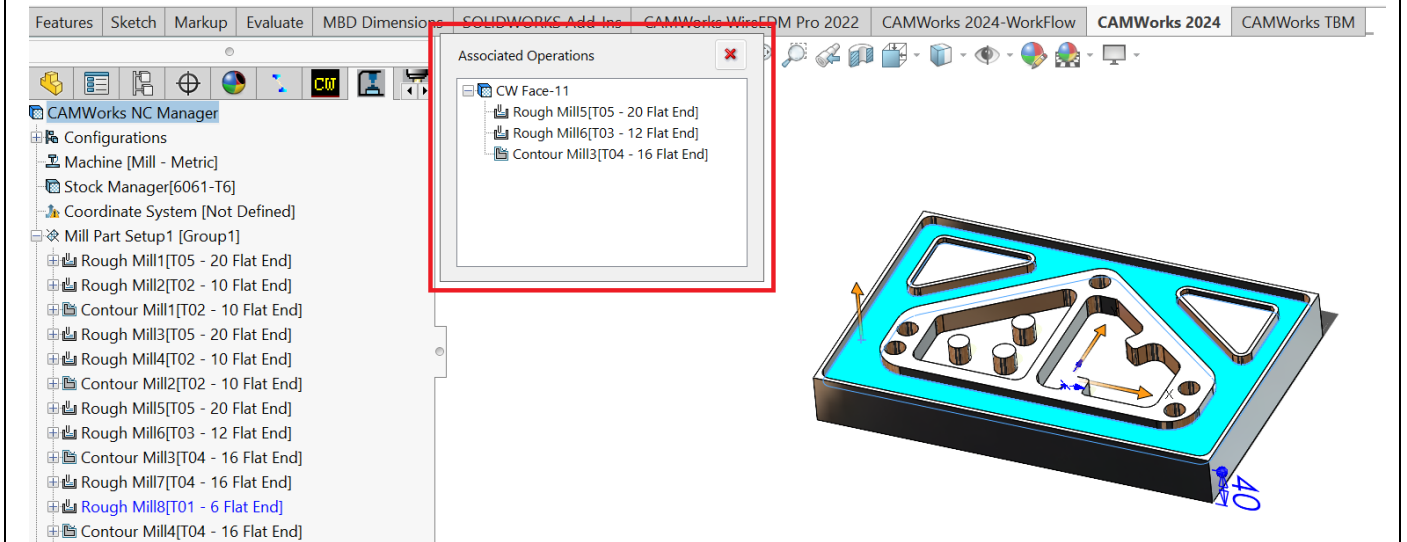 Features Sketch Markup Evaluate MBD Dimensions SOLIDWORKS Add-Ins CAMWorks WireEDM Pro 2022 CAMWorks 2024-WorkFlow CAMWorks 2024 CAMWorks TBM
Associated Operations
CW Face-11
Rough Mill5[T05 - 20 Flat End]
Rough Mill6[T03 - 12 Flat End]
Contour Mill3[T04 - 16 Flat End]
CW
CAMWorks NC Manager
Configurations
Machine [Mill - Metric]
Stock Manager[6061-T6]
Coordinate System [Not Defined]
Mill Part Setup1 [Group1]
Rough Mill1[T05 - 20 Flat End]
Rough Mill2[T02 - 10 Flat End]
Contour Mill1[T02 - 10 Flat End]
Rough Mill3[T05 - 20 Flat End]
Rough Mill4[T02 - 10 Flat End]
Contour Mill2[T02 - 10 Flat End]
Rough Mill5[T05 - 20 Flat End]
Rough Mill6[T03 - 12 Flat End]
Contour Mill3[T04 - 16 Flat End]
Rough Mill7[T04 - 16 Flat End]
Rough Mill8[T01 - 6 Flat End]
Contour Mill4[T04 - 16 Flat End]
X
40